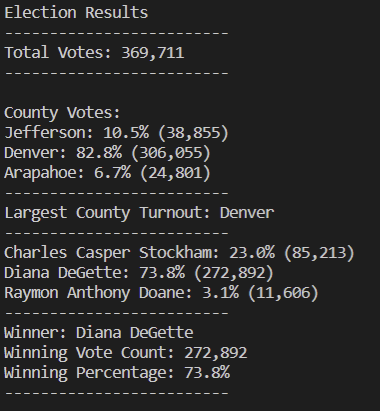 Election Results
-------------------------
Total Votes: 369,711
-------------------------
County Votes:
Jefferson: 10.5% (38,855)
Denver: 82.8% (306,055)
Arapahoe: 6.7% (24,801)
-------------------------
Largest County Turnout: Denver
-------------------------
Charles Casper Stockham: 23.0% (85,213)
Diana DeGette: 73.8% (272,892)
Raymon Anthony Doane: 3.1% (11,606)
-------------------------
Winner: Diana DeGette
Winning Vote Count: 272,892
Winning Percentage: 73.8%
-------------------------